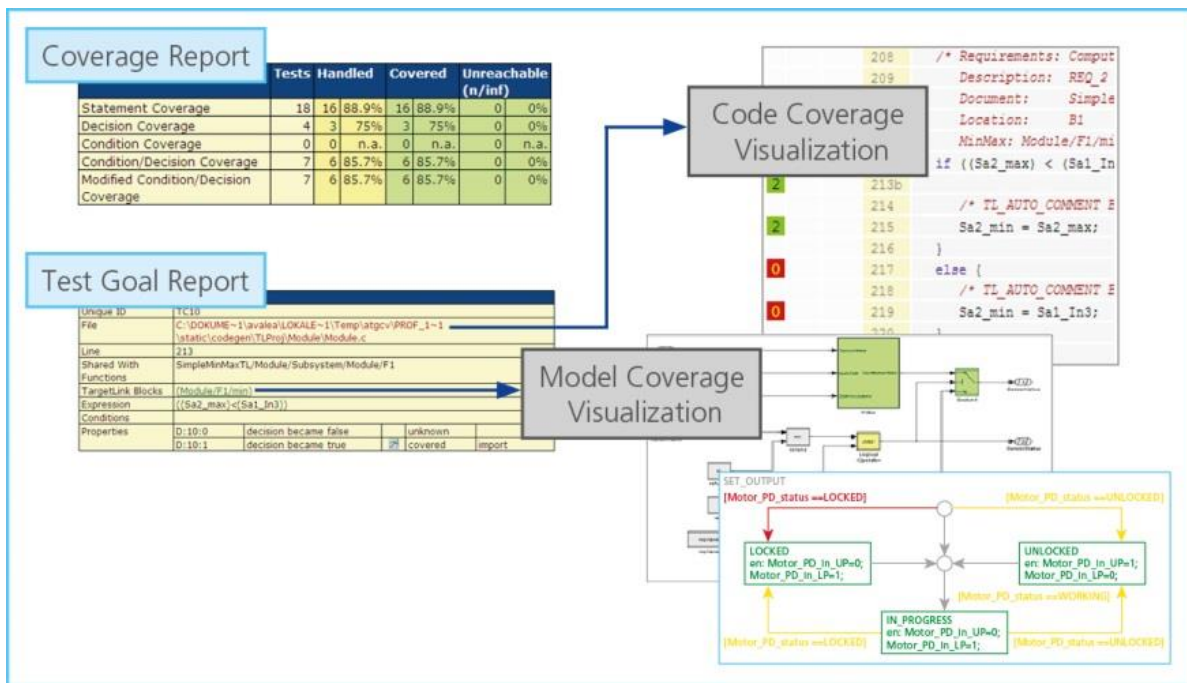 Coverage Report
Tests Handled Covered Unreachable
(n/inf)
Statement Coverage 18 16 88.9% 16 88.9% 0 0%
Decision Coverage 4 3 75% 3 75% 0 0%
Condition Coverage 0 0 n.a. 0 n.a. 0 n.a.
Condition/Decision Coverage 7 6 85.7% 6 85.7% 0 0%
Modified Condition/Decision 7 6 85.7% 6 85.7% 0 0%
Coverage
Test Goal Report
Unique ID TC10
File C:\DOKUME~1\avalea\LOKALE~1\Temp\atgcv\PROF_1~1
\static\codegen\TLProj\Module\Module.c
Line 213
Shared With SimpleMinMaxTL/Module/Subsystem/Module/F1
Functions
TargetLink Blocks (Module/F1/min)
Expression ((Sa2_max)<(Sa1_In3))
Conditions
Properties D:10:0 decision became false unknown
D:10:1 decision became true covered import
Code Coverage
Visualization
208 /* Requirements: Comput
209 Description: REQ_2
Document: Simple
Location: B1
MinMax: Module/F1/mi
if ((Sa2_max) < (Sa1_In
2 213b
214 /* TL_AUTO_COMMENT B
2 215 Sa2_min = Sa2_max;
216 }
0 217 else {
218 /* TL_AUTO_COMMENT B
0 219 Sa2_min = Sa1_In3;
220 }
Model Coverage
Visualization
SET_OUTPUT
[Motor_PD_status ==LOCKED]
[Motor_PD_status ==UNLOCKED]
LOCKED
en: Motor_PD_In_UP=0;
Motor_PD_In_LP=1;
UNLOCKED
en: Motor_PD_In_UP=1;
Motor_PD_In_LP=0;
[Motor_PD_status ==WORKING]
IN_PROGRESS
en: Motor_PD_In_UP=0;
Motor_PD_In_LP=1;
[Motor_PD_status ==LOCKED]
[Motor_PD_status ==UNLOCKED]